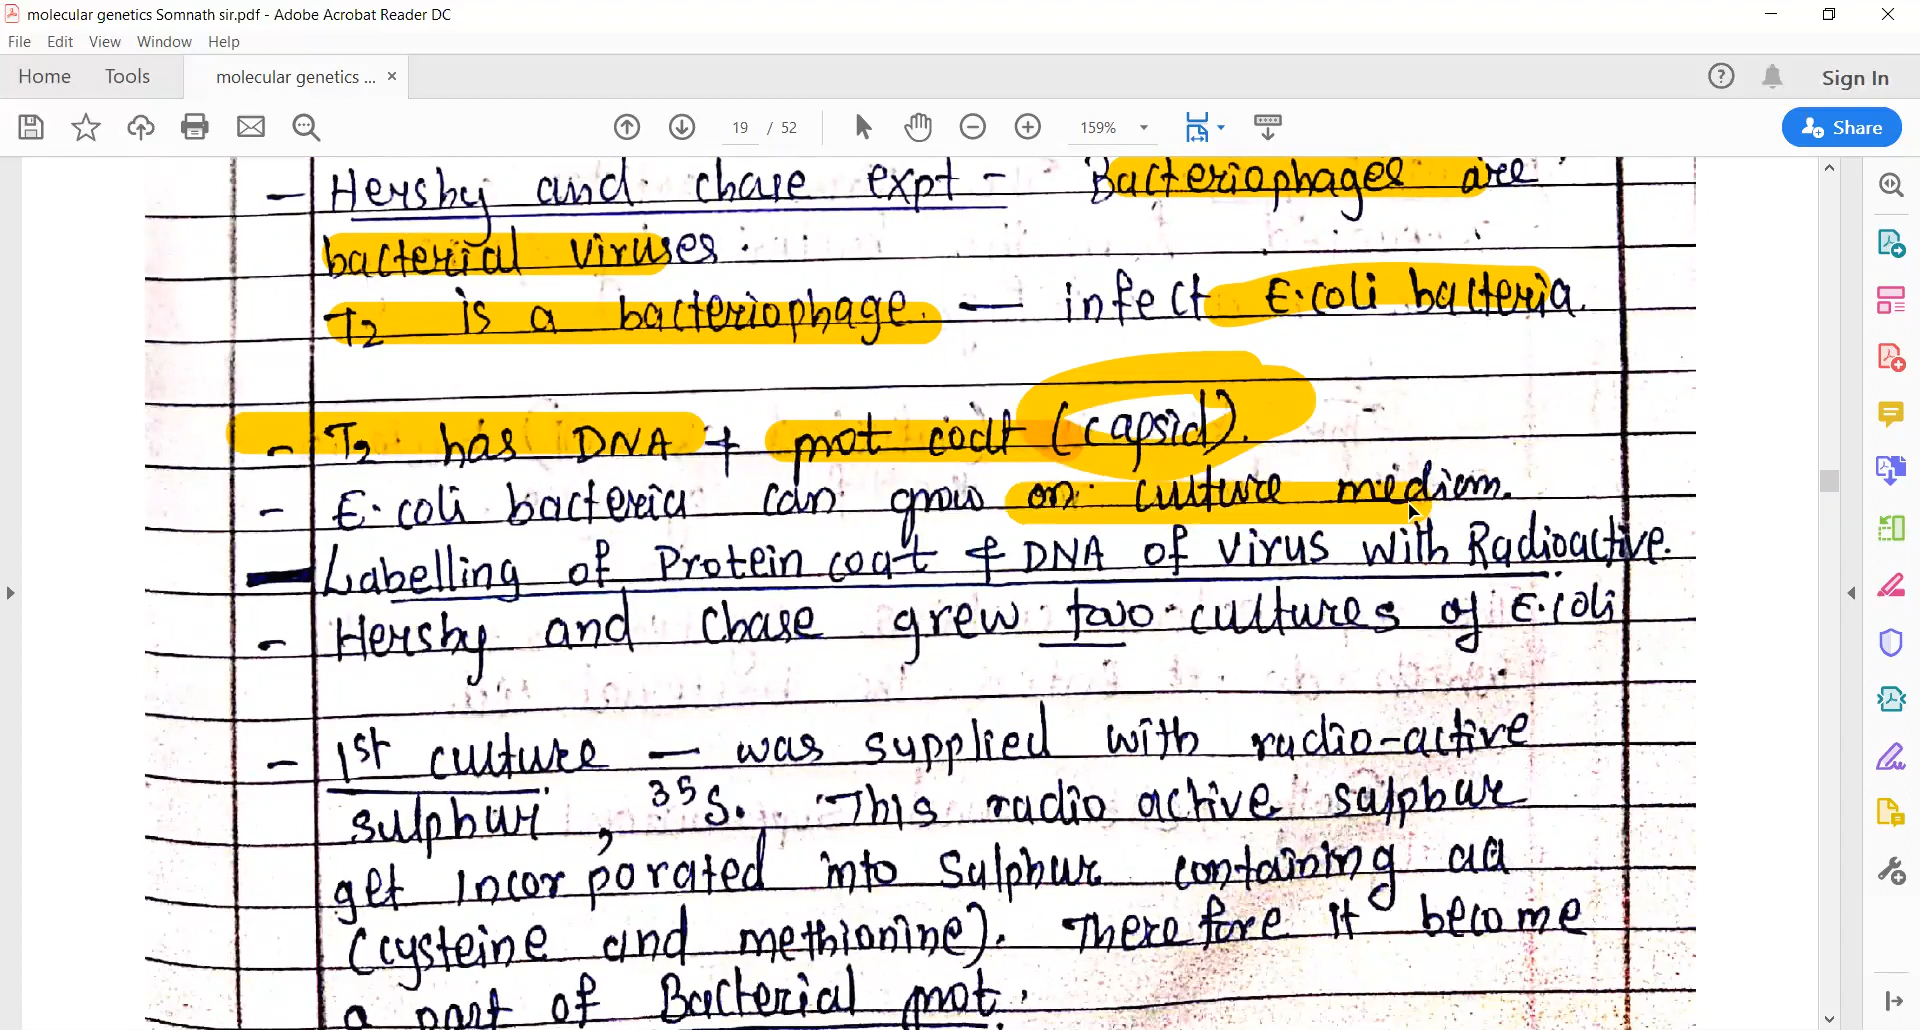 molecular genetics Somnath sir.pdf - Adobe Acrobat Reader DC
File Edit View Window Help
Home Tools molecular genetics ... × Sign In
19 / 52 159% Share
- Hersby and chase expt - Bacteriophages are
bacterial viruses.
T2 is a bacteriophage. — infect E.coli bacteria.
- T2 has DNA + prot coat (capsid).
- E.coli bacteria can grow on culture medium.
- Labelling of Protein coat & DNA of virus with Radioactive.
- Hersby and Chase grew two cultures of E.coli
- 1st culture — was supplied with radio-active
sulphur, 35S. This radio active sulphur
get Incorporated into Sulphur containing aa
(cysteine and methionine). Therefore it become
a part of Bacterial prot.